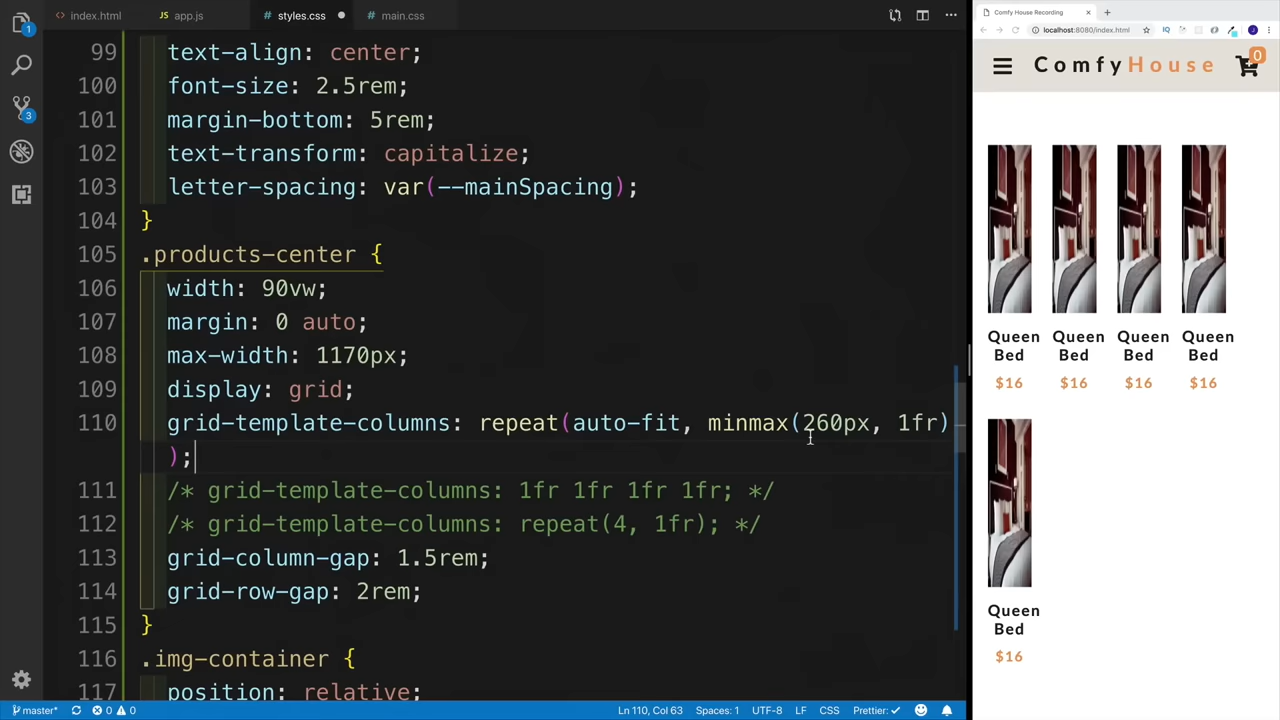 index.html
JS app.js
styles.css
main.css
Comfy House Recording
localhost:8080/index.html
99 text-align: center;
100 font-size: 2.5rem;
101 margin-bottom: 5rem;
102 text-transform: capitalize;
103 letter-spacing: var(--mainSpacing);
104 }
105 .products-center {
106 width: 90vw;
107 margin: 0 auto;
108 max-width: 1170px;
109 display: grid;
110 grid-template-columns: repeat(auto-fit, minmax(260px, 1fr)
);
111 /* grid-template-columns: 1fr 1fr 1fr 1fr; */
112 /* grid-template-columns: repeat(4, 1fr); */
113 grid-column-gap: 1.5rem;
114 grid-row-gap: 2rem;
115 }
116 .img-container {
117 position: relative;
1
3
ComfyHouse
0
Queen Bed
$16
Queen Bed
$16
Queen Bed
$16
Queen Bed
$16
Queen Bed
$16
master*
0 0
Ln 110, Col 63
Spaces: 1
UTF-8
LF
CSS
Prettier: ✓